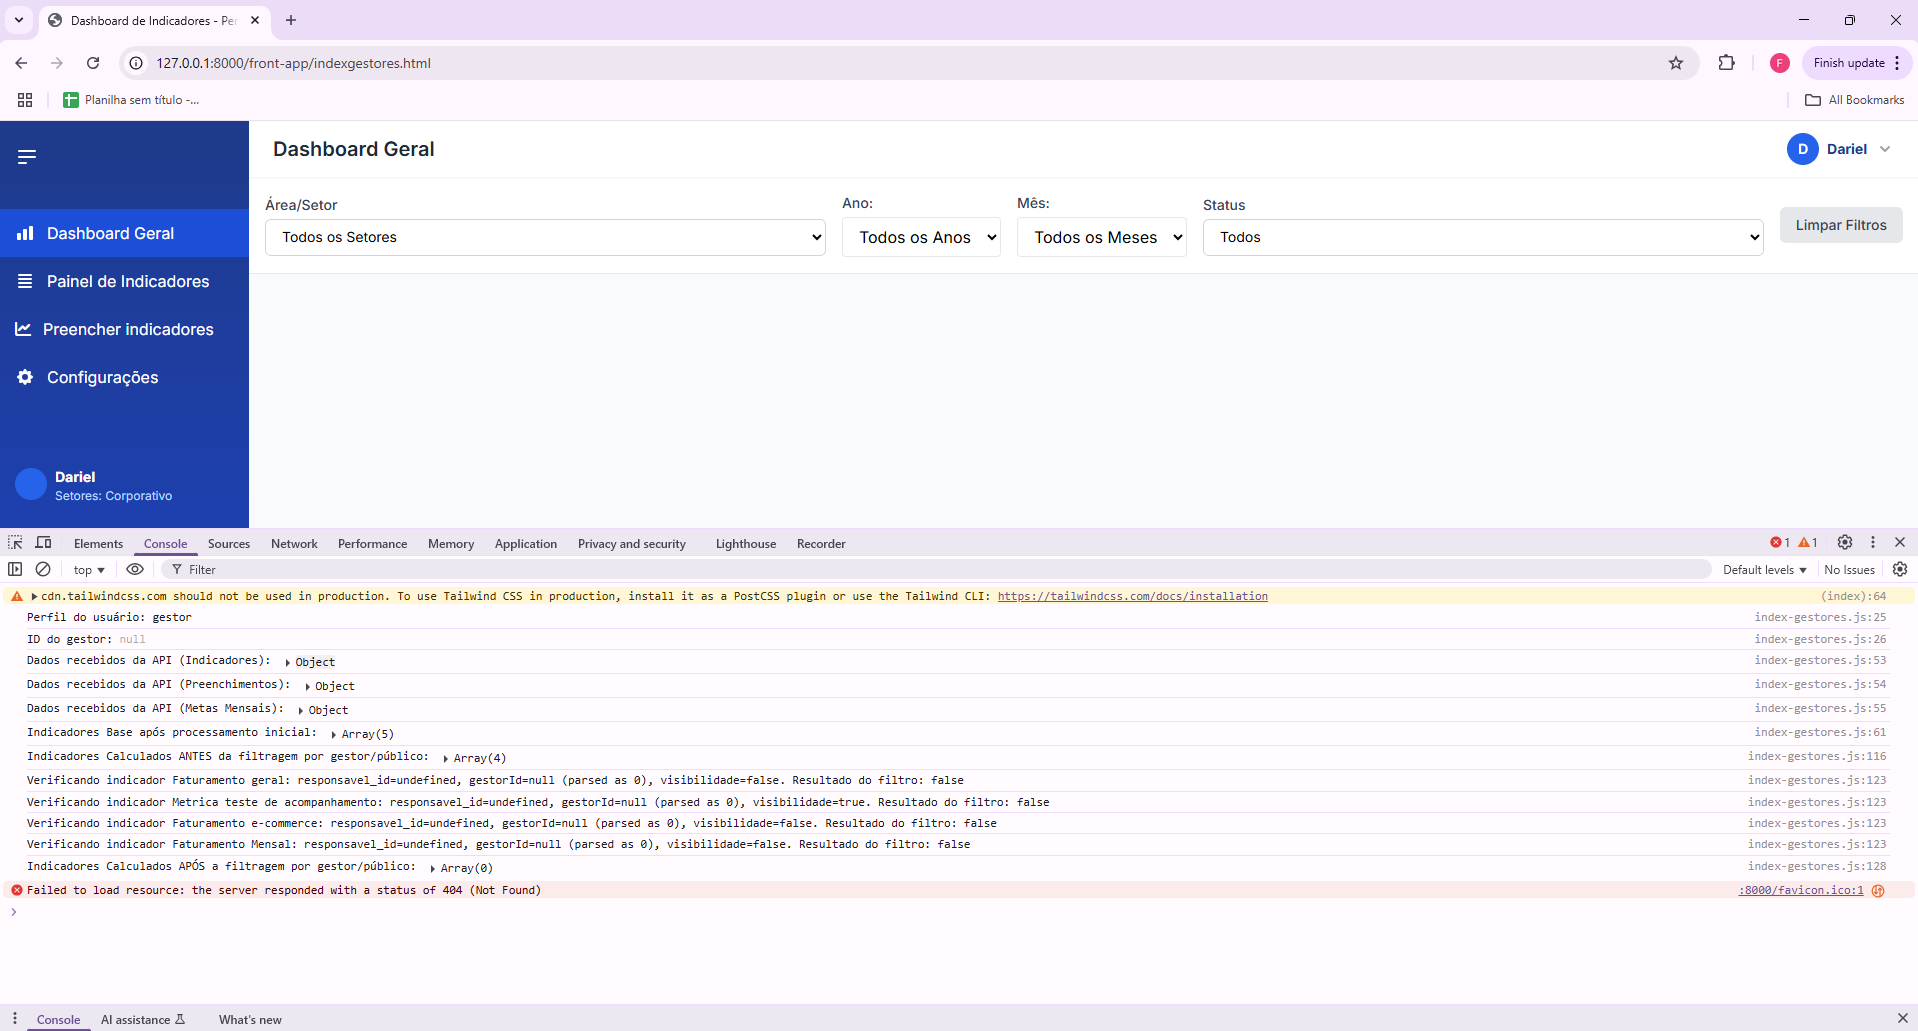 Dashboard de Indicadores - Per
127.0.0.1:8000/front-app/indexgestores.html
F
Finish update
Planilha sem título -...
All Bookmarks
Dashboard Geral
D
Dariel
Área/Setor
Ano:
Mês:
Status
Todos os Setores
Todos os Anos
Todos os Meses
Todos
Limpar Filtros
Dashboard Geral
Painel de Indicadores
Preencher indicadores
Configurações
Dariel
Setores: Corporativo
Elements Console Sources Network Performance Memory Application Privacy and security Lighthouse Recorder 1 1
top Filter Default levels No Issues
cdn.tailwindcss.com should not be used in production. To use Tailwind CSS in production, install it as a PostCSS plugin or use the Tailwind CLI: https://tailwindcss.com/docs/installation (index):64
Perfil do usuário: gestor index-gestores.js:25
ID do gestor: null index-gestores.js:26
Dados recebidos da API (Indicadores): Object index-gestores.js:53
Dados recebidos da API (Preenchimentos): Object index-gestores.js:54
Dados recebidos da API (Metas Mensais): Object index-gestores.js:55
Indicadores Base após processamento inicial: Array(5) index-gestores.js:61
Indicadores Calculados ANTES da filtragem por gestor/público: Array(4) index-gestores.js:116
Verificando indicador Faturamento geral: responsavel_id=undefined, gestorId=null (parsed as 0), visibilidade=false. Resultado do filtro: false index-gestores.js:123
Verificando indicador Metrica teste de acompanhamento: responsavel_id=undefined, gestorId=null (parsed as 0), visibilidade=true. Resultado do filtro: false index-gestores.js:123
Verificando indicador Faturamento e-commerce: responsavel_id=undefined, gestorId=null (parsed as 0), visibilidade=false. Resultado do filtro: false index-gestores.js:123
Verificando indicador Faturamento Mensal: responsavel_id=undefined, gestorId=null (parsed as 0), visibilidade=false. Resultado do filtro: false index-gestores.js:123
Indicadores Calculados APÓS a filtragem por gestor/público: Array(0) index-gestores.js:128
Failed to load resource: the server responded with a status of 404 (Not Found) :8000/favicon.ico:1
Console AI assistance What's new